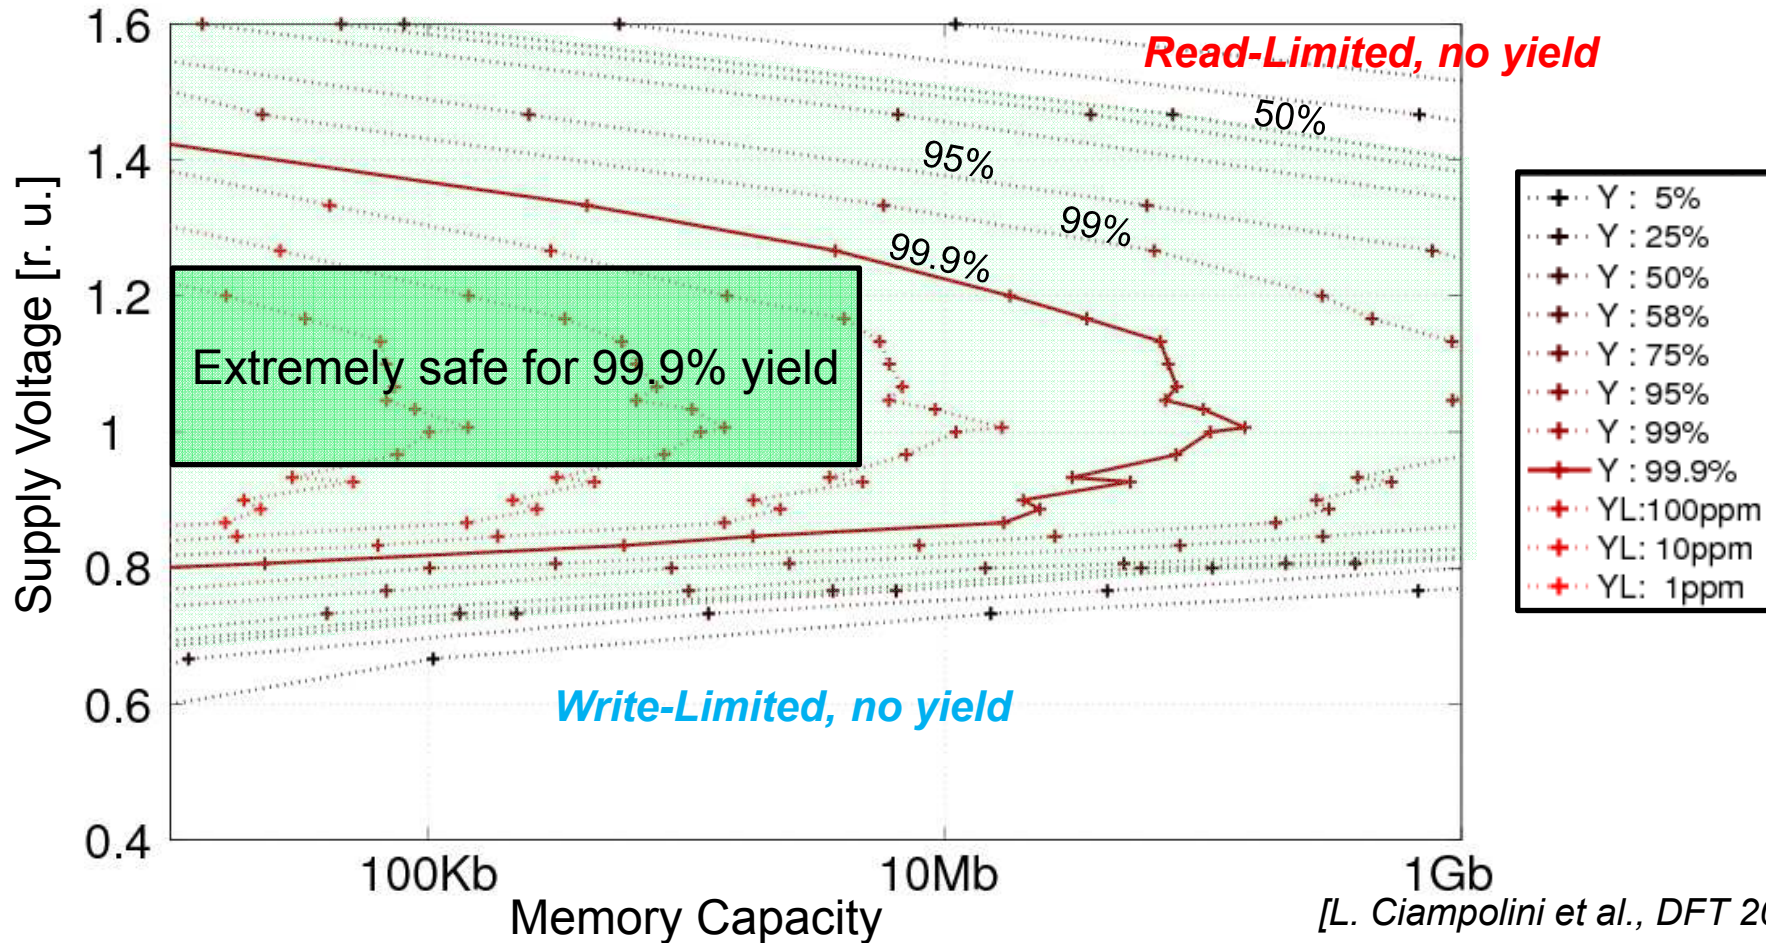 1.6
1.4
1.2
1
0.8
0.6
0.4
Supply Voltage [r. u.]
Read-Limited, no yield
50%
95%
99%
99.9%
Extremely safe for 99.9% yield
Write-Limited, no yield
100Kb
10Mb
1Gb
Memory Capacity
Y : 5%
Y : 25%
Y : 50%
Y : 58%
Y : 75%
Y : 95%
Y : 99%
Y : 99.9%
YL:100ppm
YL: 10ppm
YL: 1ppm
[L. Ciampolini et al., DFT 20